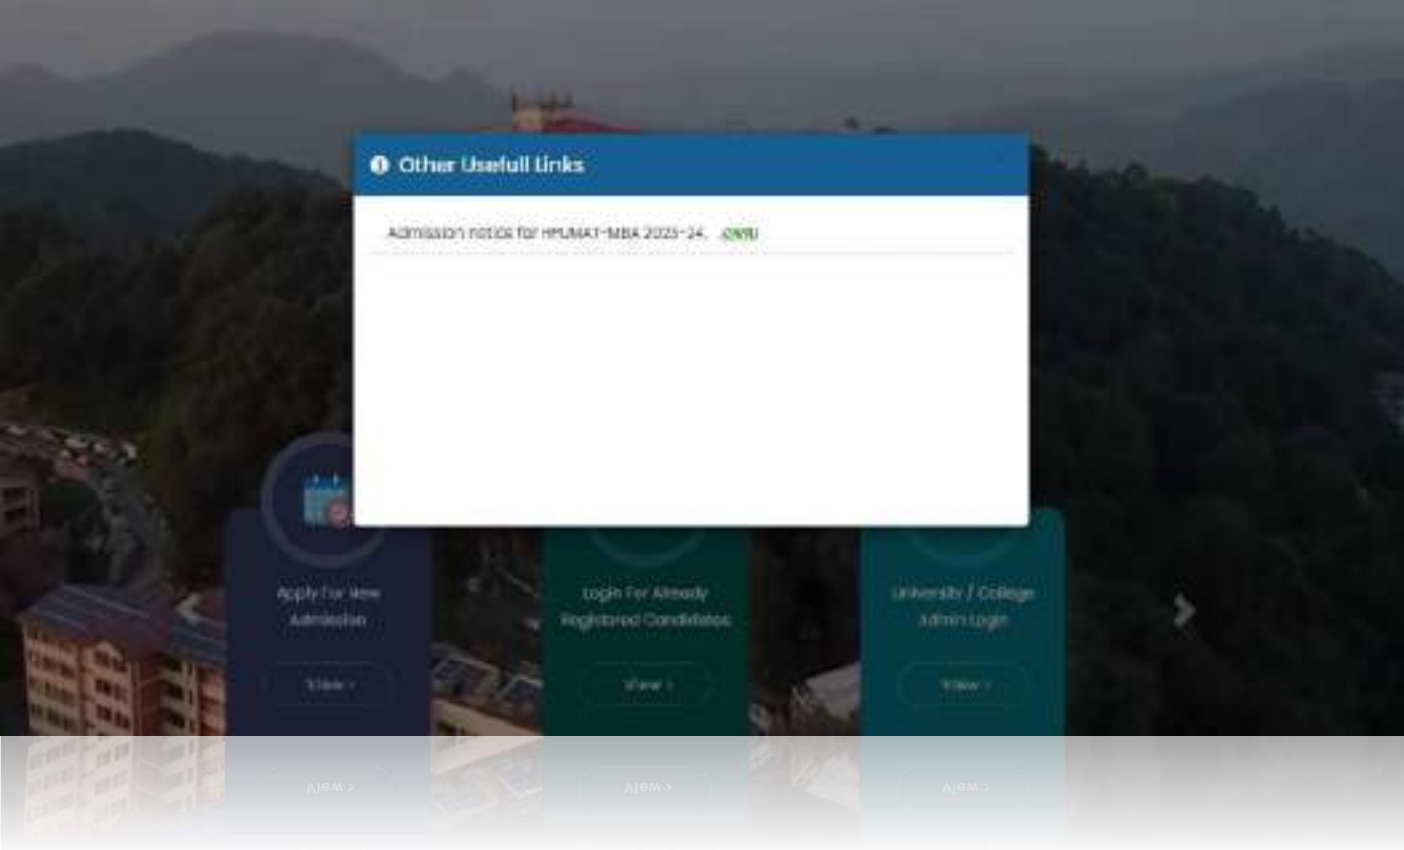 Other Usefull Links
Admission notice for HPUMAT-MBA 2023-24.
Apply For New
Admission
View ›
Login For Already
Registered Candidates
View ›
University / College
Admin Login
View ›